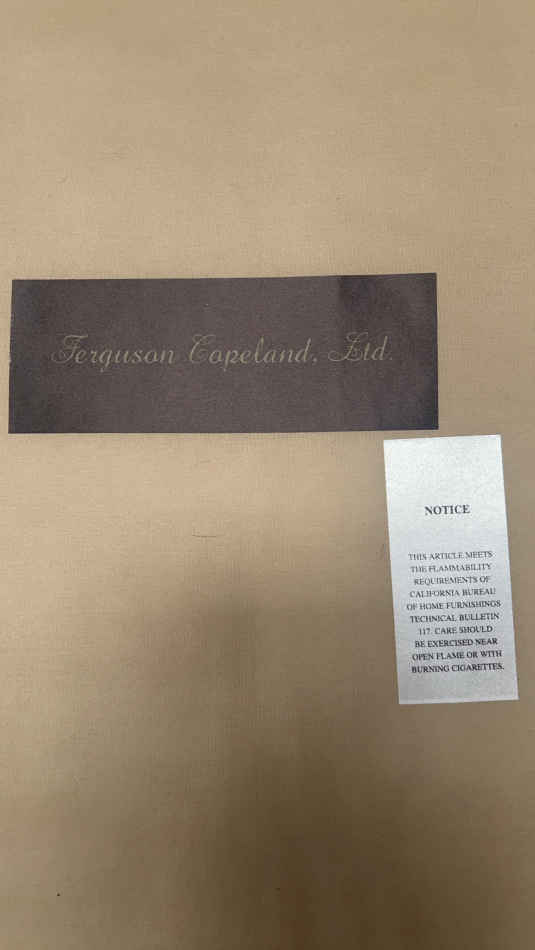 Ferguson Copeland, Ltd.
NOTICE
THIS ARTICLE MEETS
THE FLAMMABILITY
REQUIREMENTS OF
CALIFORNIA BUREAU
OF HOME FURNISHINGS
TECHNICAL BULLETIN
117. CARE SHOULD
BE EXERCISED NEAR
OPEN FLAME OR WITH
BURNING CIGARETTES.